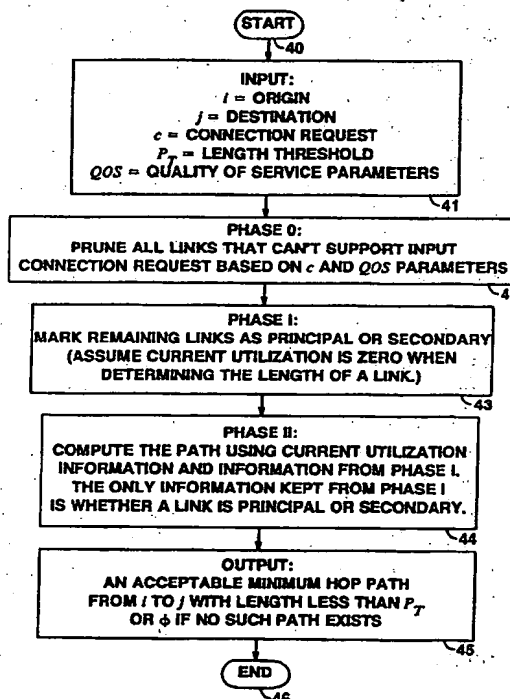 START
40
INPUT:
i = ORIGIN
j = DESTINATION
c = CONNECTION REQUEST
P_T = LENGTH THRESHOLD
QOS = QUALITY OF SERVICE PARAMETERS
41
PHASE 0:
PRUNE ALL LINKS THAT CAN'T SUPPORT INPUT
CONNECTION REQUEST BASED ON c AND QOS PARAMETERS
PHASE I:
MARK REMAINING LINKS AS PRINCIPAL OR SECONDARY
(ASSUME CURRENT UTILIZATION IS ZERO WHEN
DETERMINING THE LENGTH OF A LINK.)
43
PHASE II:
COMPUTE THE PATH USING CURRENT UTILIZATION
INFORMATION AND INFORMATION FROM PHASE I.
THE ONLY INFORMATION KEPT FROM PHASE I
IS WHETHER A LINK IS PRINCIPAL OR SECONDARY.
44
OUTPUT:
AN ACCEPTABLE MINIMUM HOP PATH
FROM i TO j WITH LENGTH LESS THAN P_T
OR ϕ IF NO SUCH PATH EXISTS
45
END
46